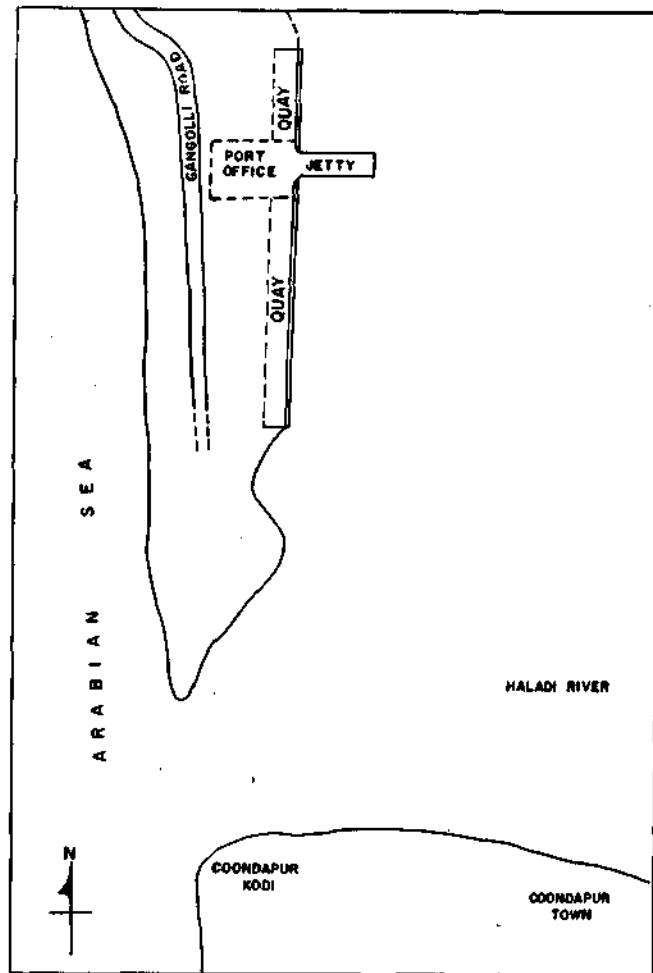 GANGOLLI ROAD
QUAY
PORT
OFFICE
JETTY
QUAY
ARABIAN SEA
HALADI RIVER
N
COONDAPUR
KODI
COONDAPUR
TOWN